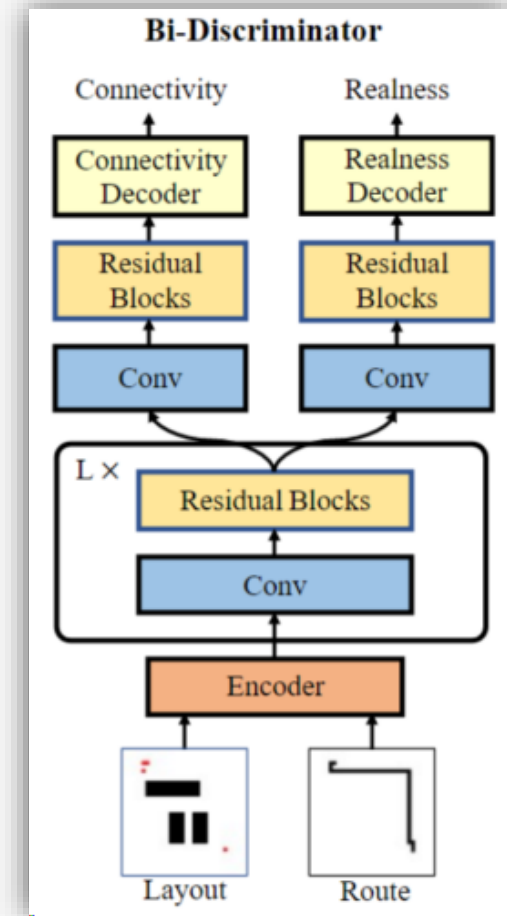 Bi-Discriminator
Connectivity Realness
Connectivity Decoder
Realness Decoder
Residual Blocks
Residual Blocks
Conv Conv
L ×
Residual Blocks
Conv
Encoder
Layout Route